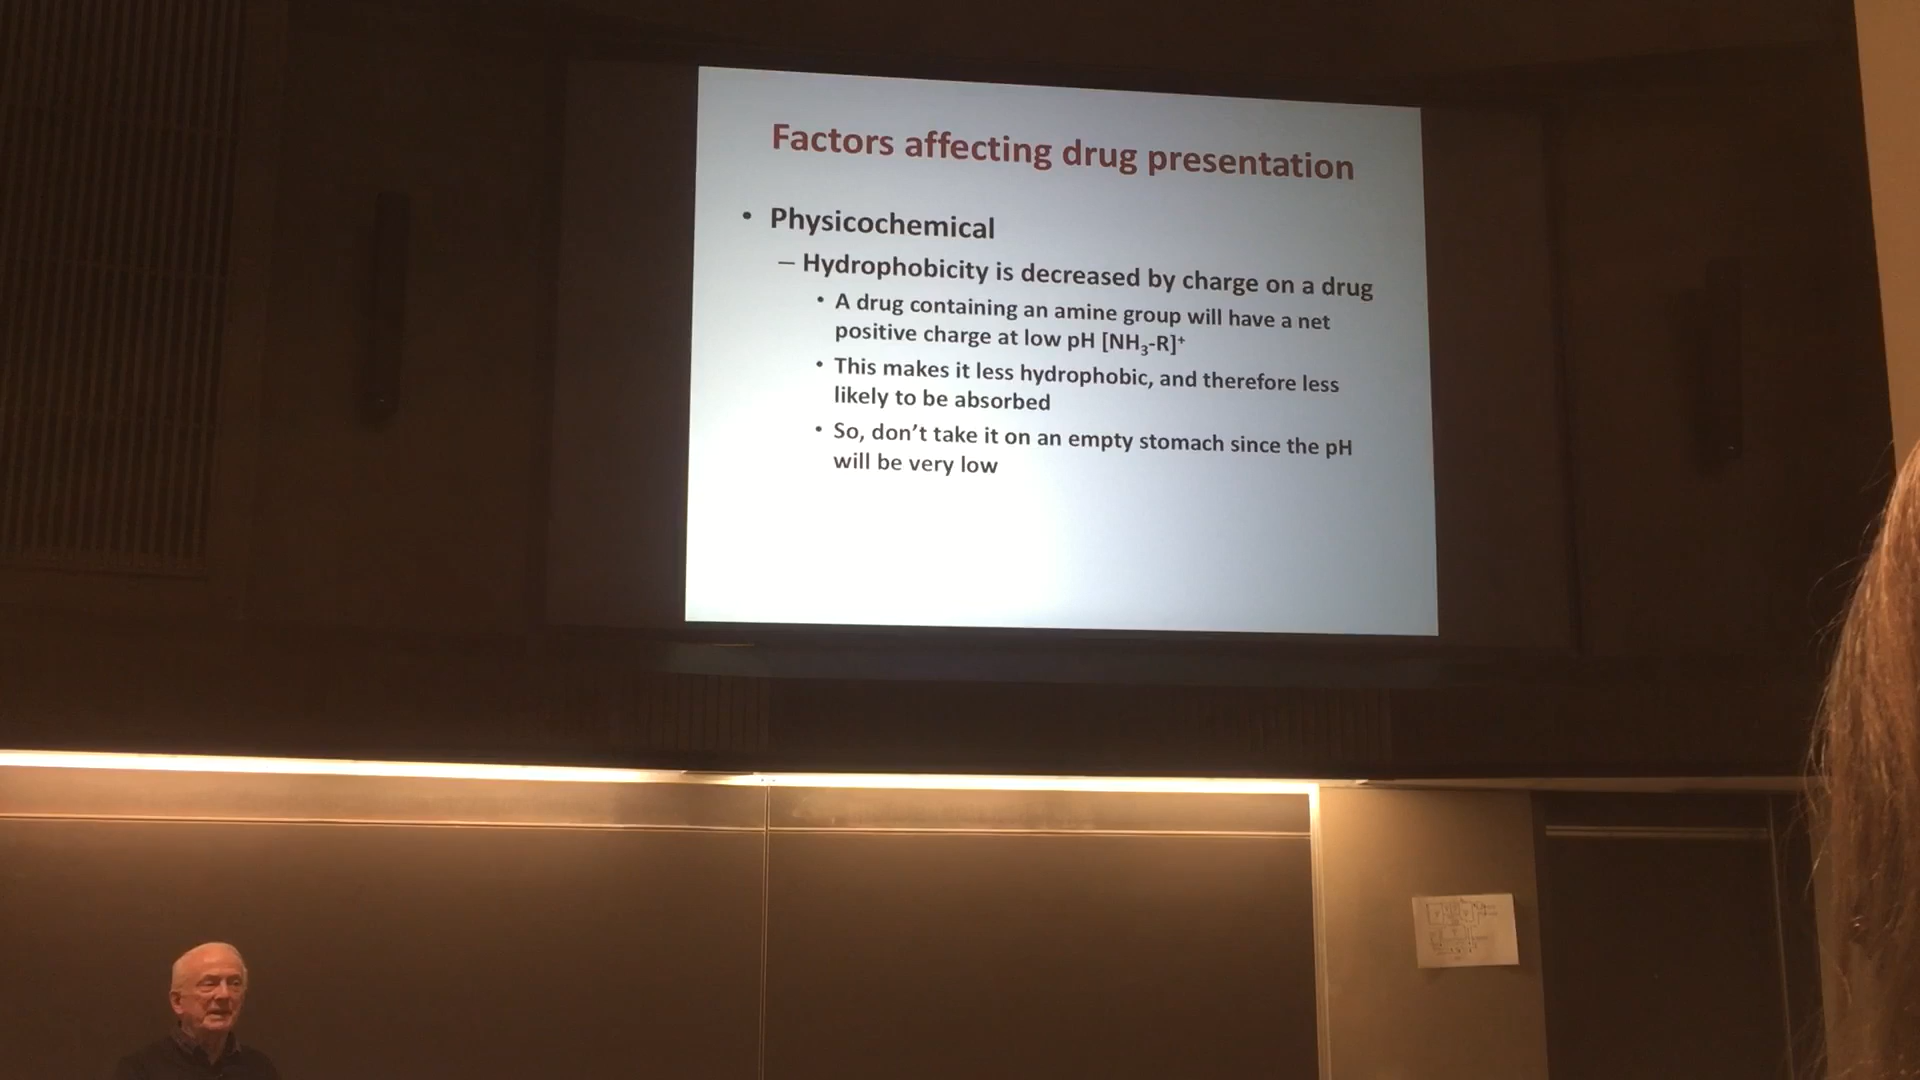 Factors affecting drug presentation
• Physicochemical
– Hydrophobicity is decreased by charge on a drug
• A drug containing an amine group will have a net
positive charge at low pH [NH₃-R]⁺
• This makes it less hydrophobic, and therefore less
likely to be absorbed
• So, don’t take it on an empty stomach since the pH
will be very low